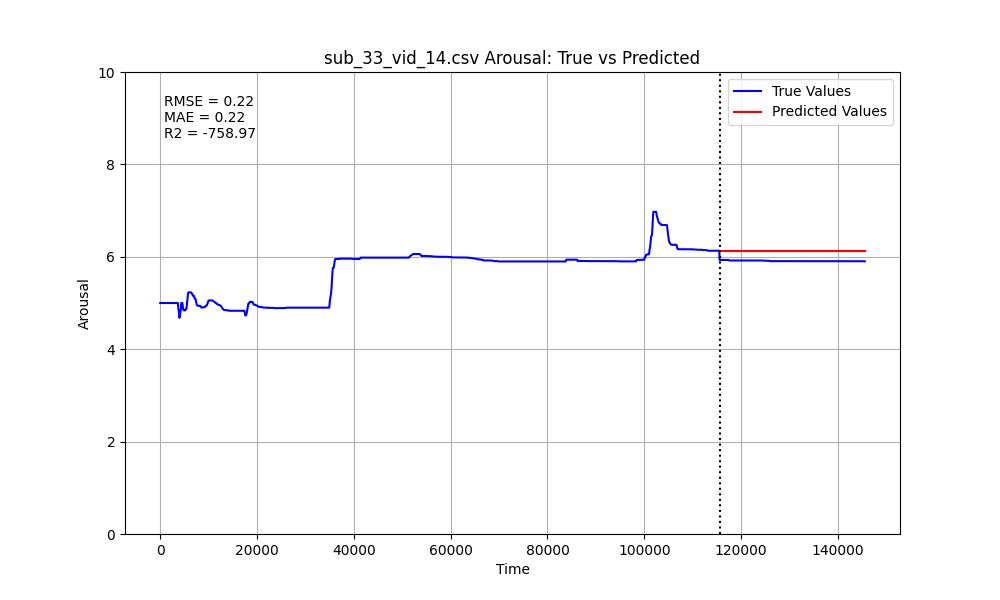 sub_33_vid_14.csv Arousal: True vs Predicted
RMSE = 0.22
MAE = 0.22
R2 = -758.97
True Values
Predicted Values
Arousal
10
8
6
4
2
0
0
20000
40000
60000
80000
100000
120000
140000
Time